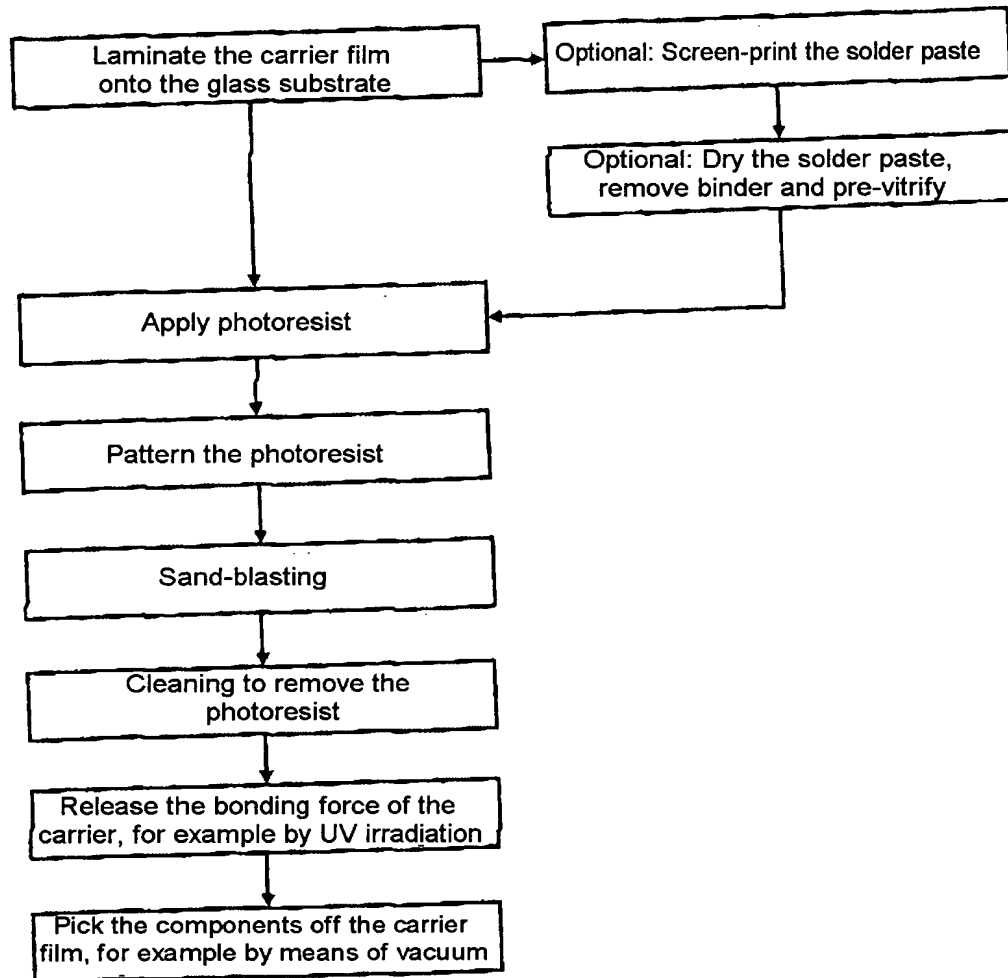 Laminate the carrier film
onto the glass substrate
Optional: Screen-print the solder paste
Optional: Dry the solder paste,
remove binder and pre-vitrify
Apply photoresist
Pattern the photoresist
Sand-blasting
Cleaning to remove the
photoresist
Release the bonding force of the
carrier, for example by UV irradiation
Pick the components off the carrier
film, for example by means of vacuum